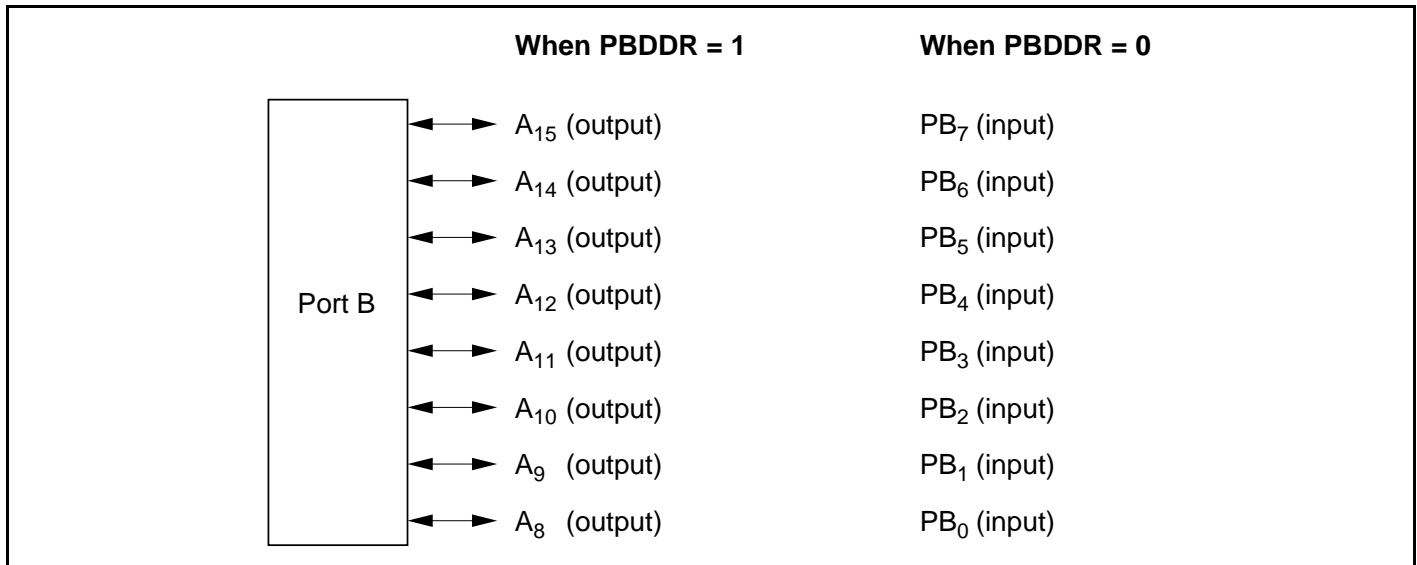 When PBDDR = 1 When PBDDR = 0
A15 (output) PB7 (input)
A14 (output) PB6 (input)
A13 (output) PB5 (input)
Port B A12 (output) PB4 (input)
A11 (output) PB3 (input)
A10 (output) PB2 (input)
A9 (output) PB1 (input)
A8 (output) PB0 (input)